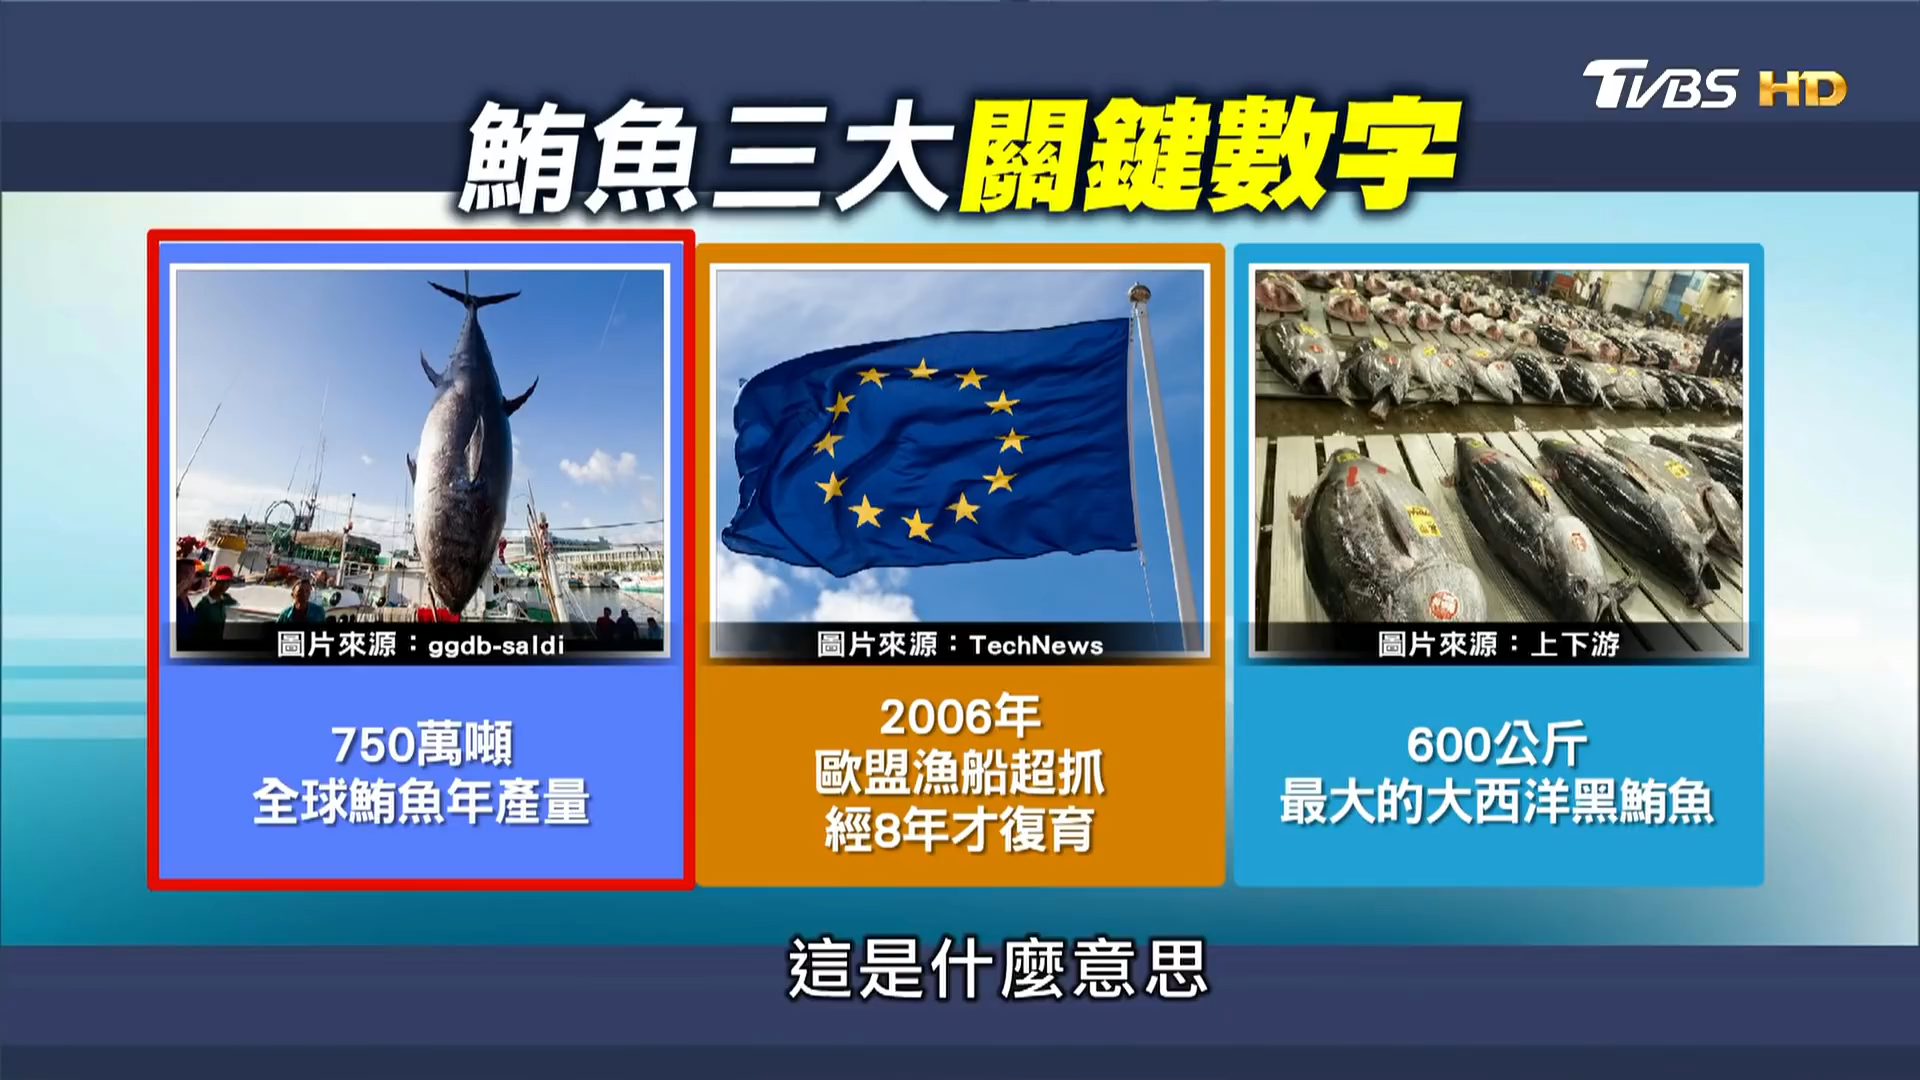 TVBS HD
鮪魚三大關鍵數字
圖片來源：ggdb-saldi
750萬噸
全球鮪魚年產量
圖片來源：TechNews
2006年
歐盟漁船超抓
經8年才復育
圖片來源：上下游
600公斤
最大的大西洋黑鮪魚
這是什麼意思